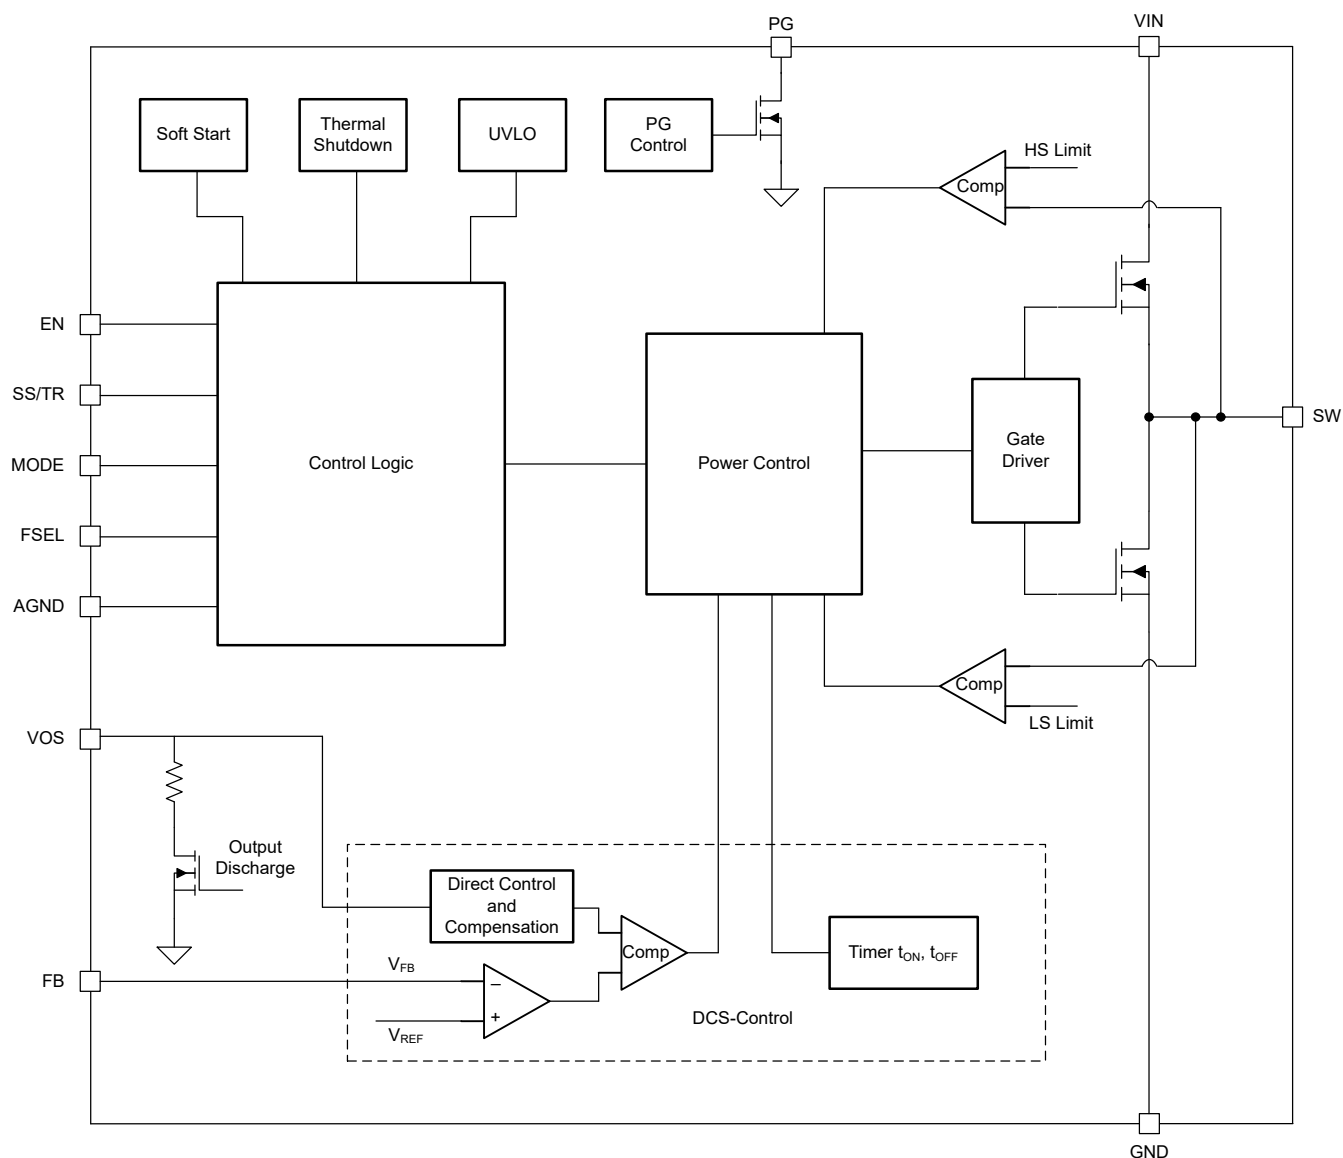 PG
VIN
Soft Start
Thermal
Shutdown
UVLO
PG
Control
HS Limit
Comp
EN
SS/TR
MODE
FSEL
AGND
Control Logic
Power Control
Gate
Driver
SW
Comp
LS Limit
VOS
Output
Discharge
Direct Control
and
Compensation
Comp
Timer tON, tOFF
FB
VFB
–
+
VREF
DCS-Control
GND